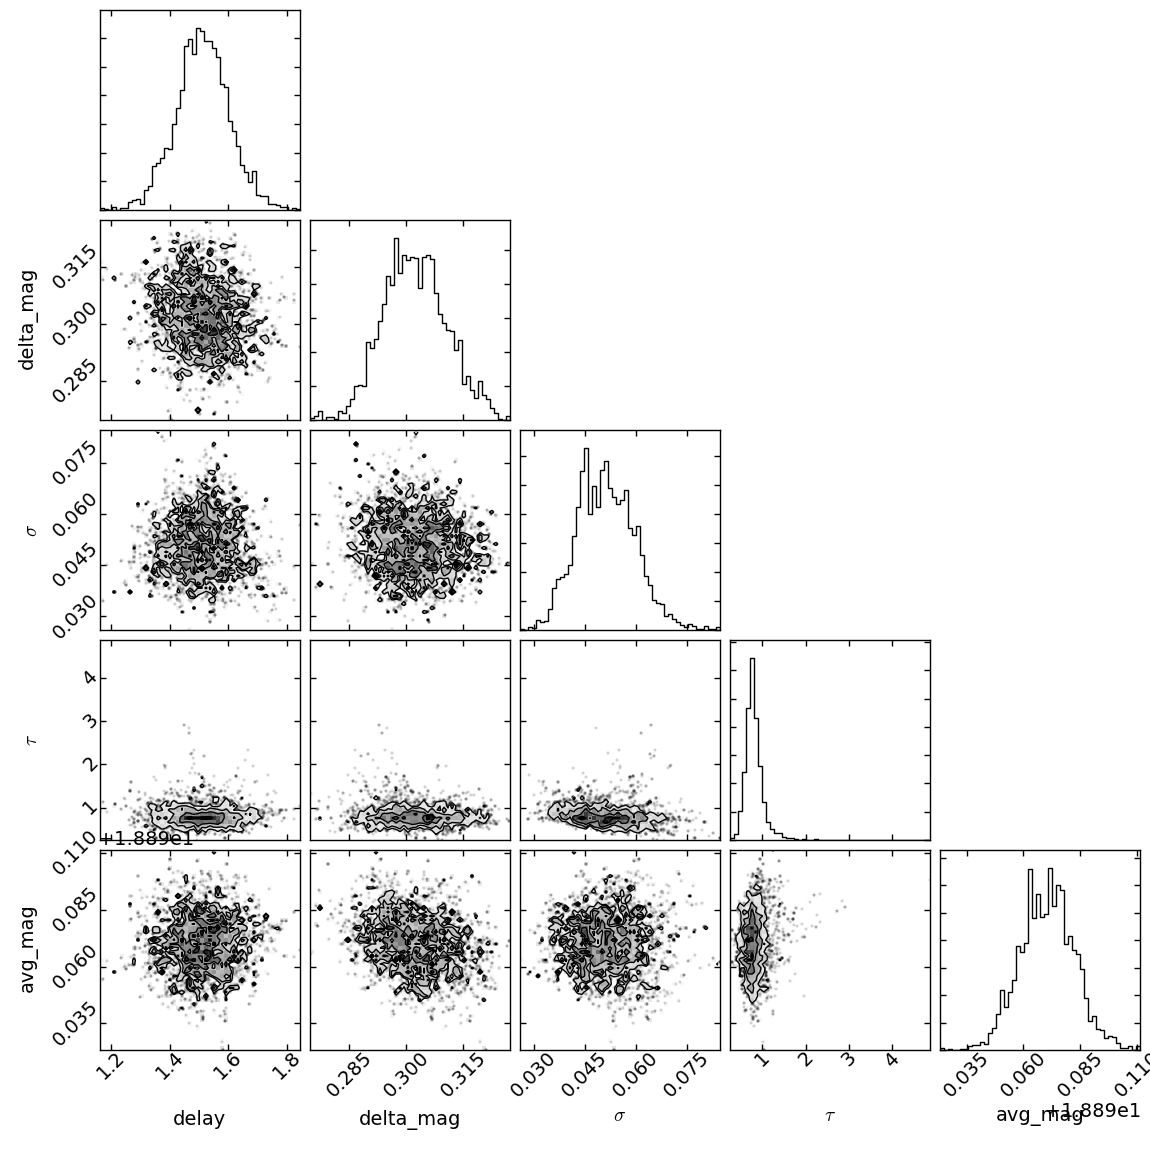 delta_mag
0.315
0.300
0.285
σ
0.075
0.060
0.045
0.030
τ
4
3
2
1
0
+1.889e1
avg_mag
0.110
0.085
0.060
0.035
1.2 1.4 1.6 1.8
0.285 0.300 0.315
0.030 0.045 0.060 0.075
1 2 3 4
0.035 0.060 0.085 0.110
+1.889e1
delay delta_mag σ τ avg_mag